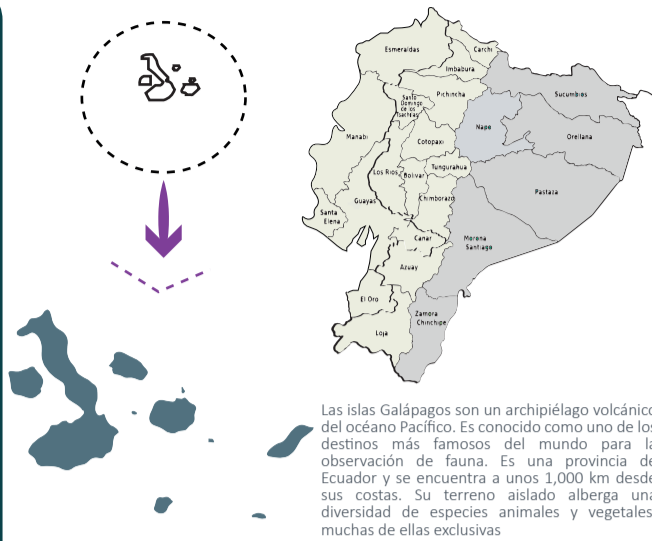 Esmeraldas
Carchi
Imbabura
Pichincha
Sucumbios
Santo
Domingo
de los
Tsachilas
Napo
Orellana
Manabi
Cotopaxi
Tungurahua
Los Rios
Bolivar
Pastaza
Chimborazo
Guayas
Santa
Elena
Canar
Morona
Santiago
Azuay
El Oro
Zamora
Chinchipe
Loja
Las islas Galápagos son un archipiélago volcánico
del océano Pacífico. Es conocido como uno de los
destinos más famosos del mundo para la
observación de fauna. Es una provincia de
Ecuador y se encuentra a unos 1,000 km desde
sus costas. Su terreno aislado alberga una
diversidad de especies animales y vegetales
muchas de ellas exclusivas